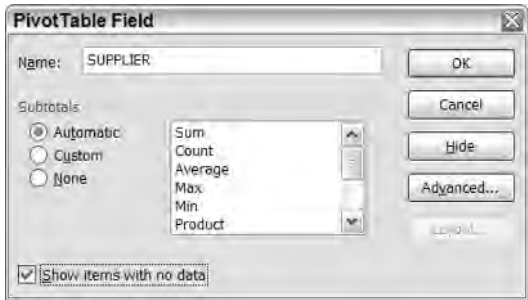 PivotTable Field
Name: SUPPLIER
OK
Subtotals
Cancel
Automatic
Custom
None
Sum
Count
Average
Max
Min
Product
Hide
Advanced...
Show items with no data